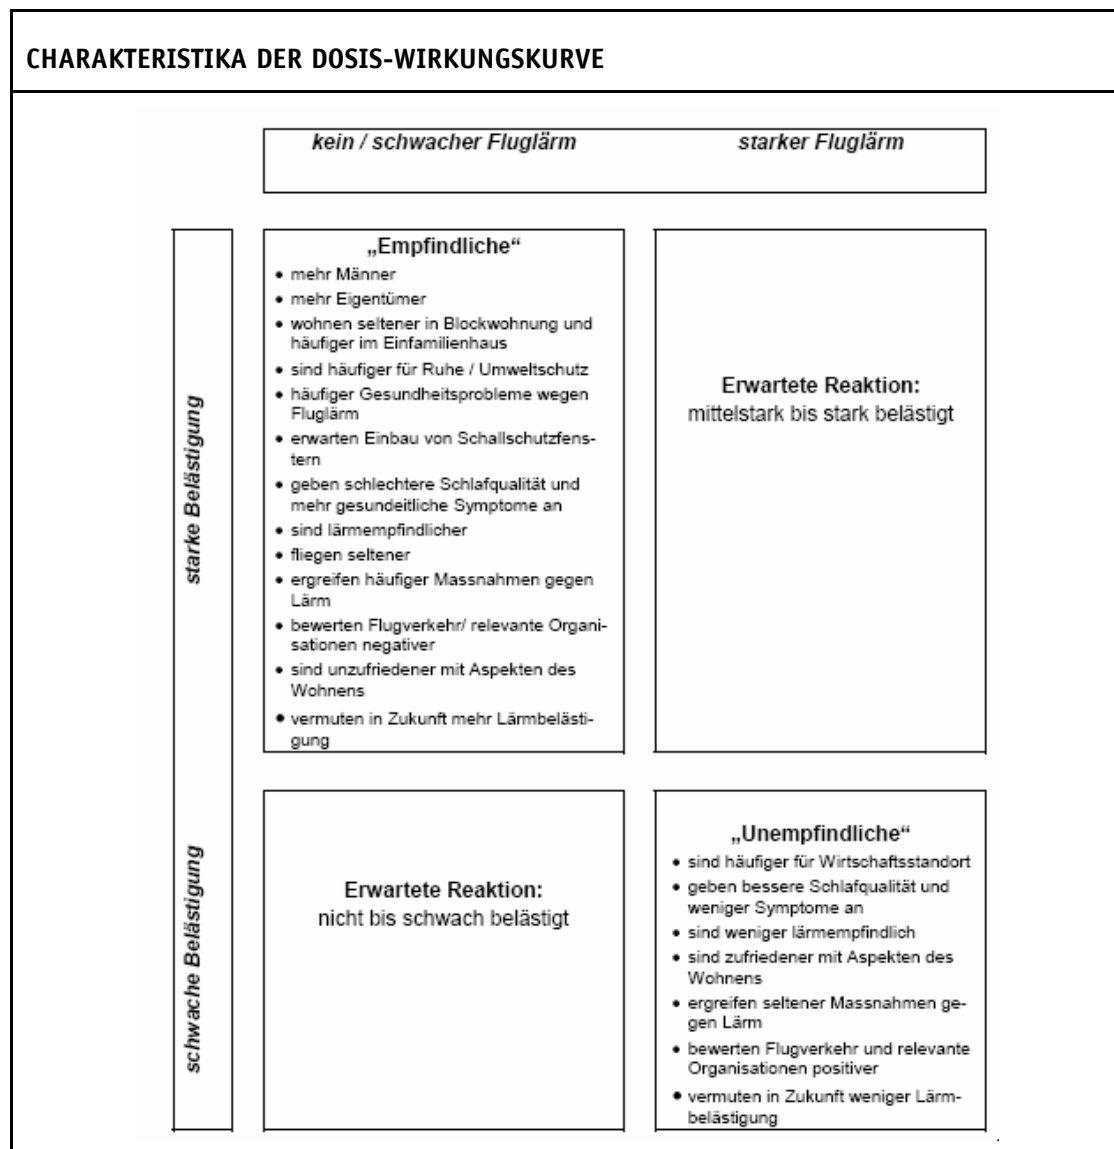 CHARAKTERISTIKA DER DOSIS-WIRKUNGSKURVE
kein / schwacher Fluglärm
starker Fluglärm
starke Belästigung
„Empfindliche“
• mehr Männer
• mehr Eigentümer
• wohnen seltener in Blockwohnung und
häufiger im Einfamilienhaus
• sind häufiger für Ruhe / Umweltschutz
• häufiger Gesundheitsprobleme wegen
Fluglärm
• erwarten Einbau von Schallschutzfens-
tern
• geben schlechtere Schlafqualität und
mehr gesundeitliche Symptome an
• sind lärmempfindlicher
• fliegen seltener
• ergreifen häufiger Massnahmen gegen
Lärm
• bewerten Flugverkehr/ relevante Organi-
sationen negativer
• sind unzufriedener mit Aspekten des
Wohnens
• vermuten in Zukunft mehr Lärmbelästi-
gung
Erwartete Reaktion:
mittelstark bis stark belästigt
schwache Belästigung
Erwartete Reaktion:
nicht bis schwach belästigt
„Unempfindliche“
• sind häufiger für Wirtschaftsstandort
• geben bessere Schlafqualität und
weniger Symptome an
• sind weniger lärmempfindlich
• sind zufriedener mit Aspekten des
Wohnens
• ergreifen seltener Massnahmen ge-
gen Lärm
• bewerten Flugverkehr und relevante
Organisationen positiver
• vermuten in Zukunft weniger Lärm-
belästigung